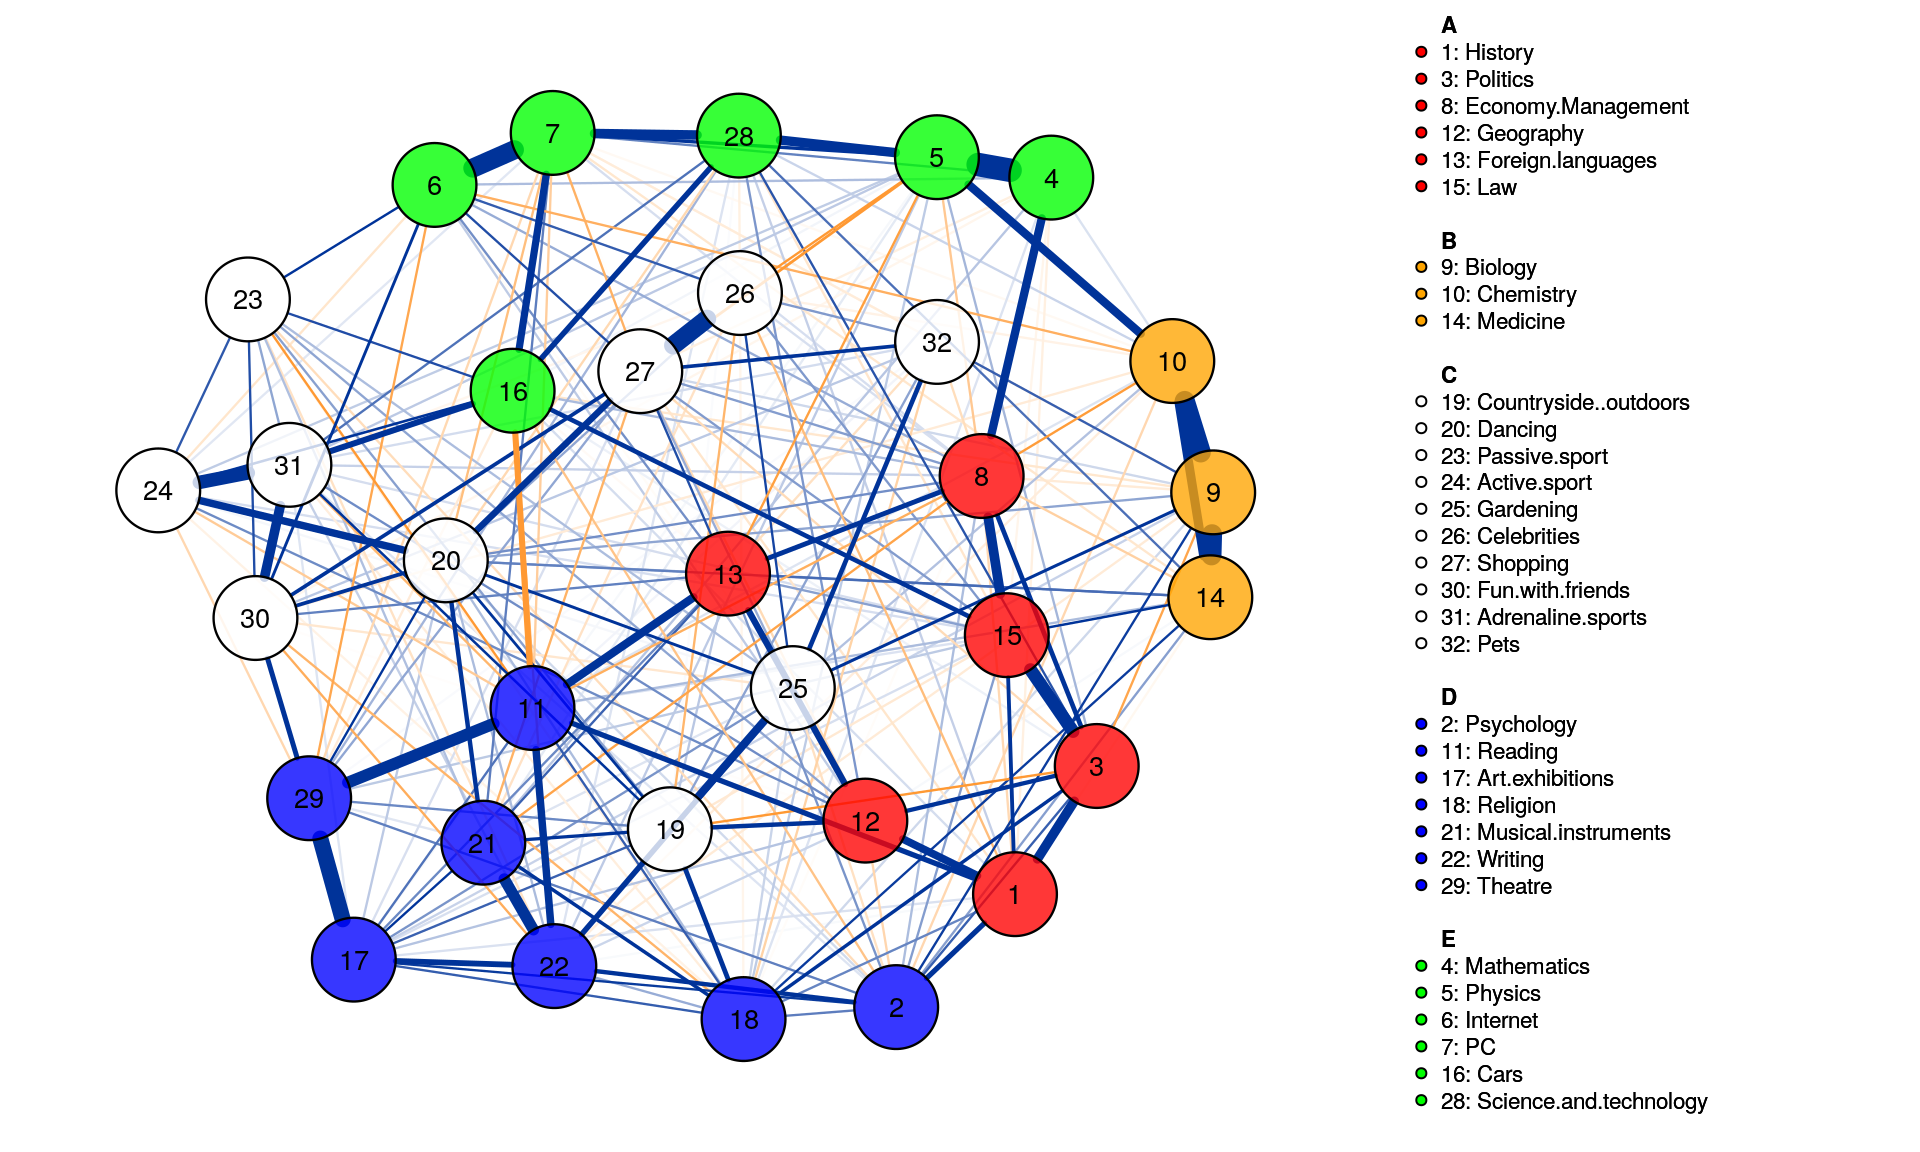 7
28
5
4
6
23
26
32
27
10
16
31
8
24
9
20
13
14
30
15
25
11
3
29
12
19
21
1
17
22
2
18
A
1: History
3: Politics
8: Economy.Management
12: Geography
13: Foreign.languages
15: Law
B
9: Biology
10: Chemistry
14: Medicine
C
19: Countryside..outdoors
20: Dancing
23: Passive.sport
24: Active.sport
25: Gardening
26: Celebrities
27: Shopping
30: Fun.with.friends
31: Adrenaline.sports
32: Pets
D
2: Psychology
11: Reading
17: Art.exhibitions
18: Religion
21: Musical.instruments
22: Writing
29: Theatre
E
4: Mathematics
5: Physics
6: Internet
7: PC
16: Cars
28: Science.and.technology